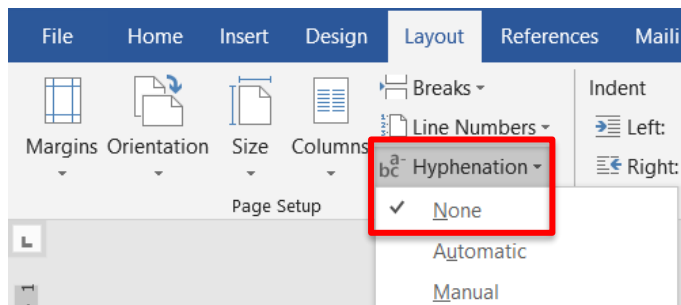 File Home Insert Design Layout References Maili
Breaks
Indent
Line Numbers
Left:
Margins Orientation Size Columns
Hyphenation
Right:
Page Setup
None
Automatic
Manual
1